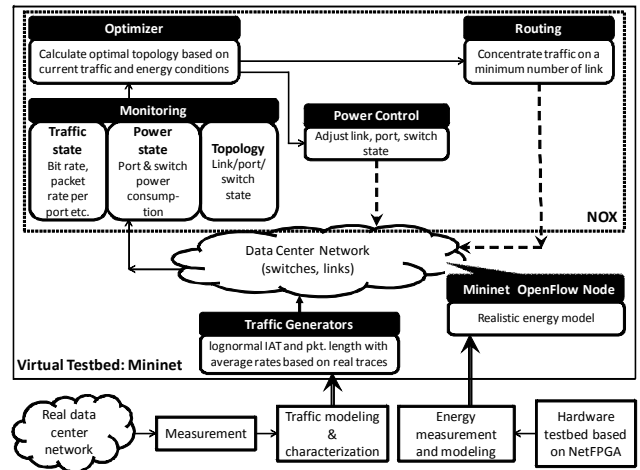 Optimizer
Calculate optimal topology based on
current traffic and energy conditions
Routing
Concentrate traffic on a
minimum number of link
Monitoring
Traffic
state
Bit rate,
packet
rate per
port etc.
Power
state
Port & switch
power
consump-
tion
Topology
Link/port/
switch
state
Power Control
Adjust link, port, switch
state
NOX
Data Center Network
(switches, links)
Mininet OpenFlow Node
Realistic energy model
Traffic Generators
lognormal IAT and pkt. length with
average rates based on real traces
Virtual Testbed: Mininet
Real data
center
network
Measurement
Traffic modeling
&
characterization
Energy
measurement
and modeling
Hardware
testbed based
on NetFPGA